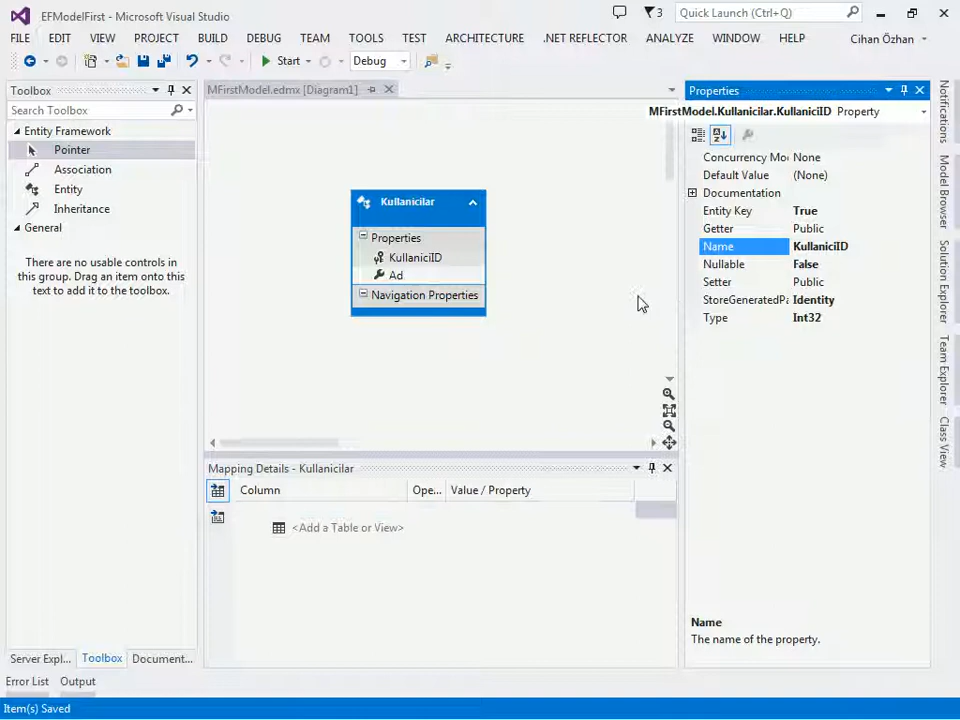 EFModelFirst - Microsoft Visual Studio
3
Quick Launch (Ctrl+Q)
FILE EDIT VIEW PROJECT BUILD DEBUG TEAM TOOLS TEST ARCHITECTURE .NET REFLECTOR ANALYZE WINDOW HELP Cihan Özhan
Start Debug
Toolbox
Search Toolbox
Entity Framework
Pointer
Association
Entity
Inheritance
General
There are no usable controls in
this group. Drag an item onto this
text to add it to the toolbox.
Server Expl... Toolbox Document...
MFirstModel.edmx [Diagram1]
Kullanicilar
Properties
KullaniciID
Ad
Navigation Properties
Mapping Details - Kullanicilar
Column Ope... Value / Property
<Add a Table or View>
Properties
MFirstModel.Kullanicilar.KullaniciID Property
Concurrency Mo None
Default Value (None)
Documentation
Entity Key True
Getter Public
Name KullaniciID
Nullable False
Setter Public
StoreGeneratedPa Identity
Type Int32
Name
The name of the property.
Notifications
Model Browser
Solution Explorer
Team Explorer
Class View
Error List Output
Item(s) Saved